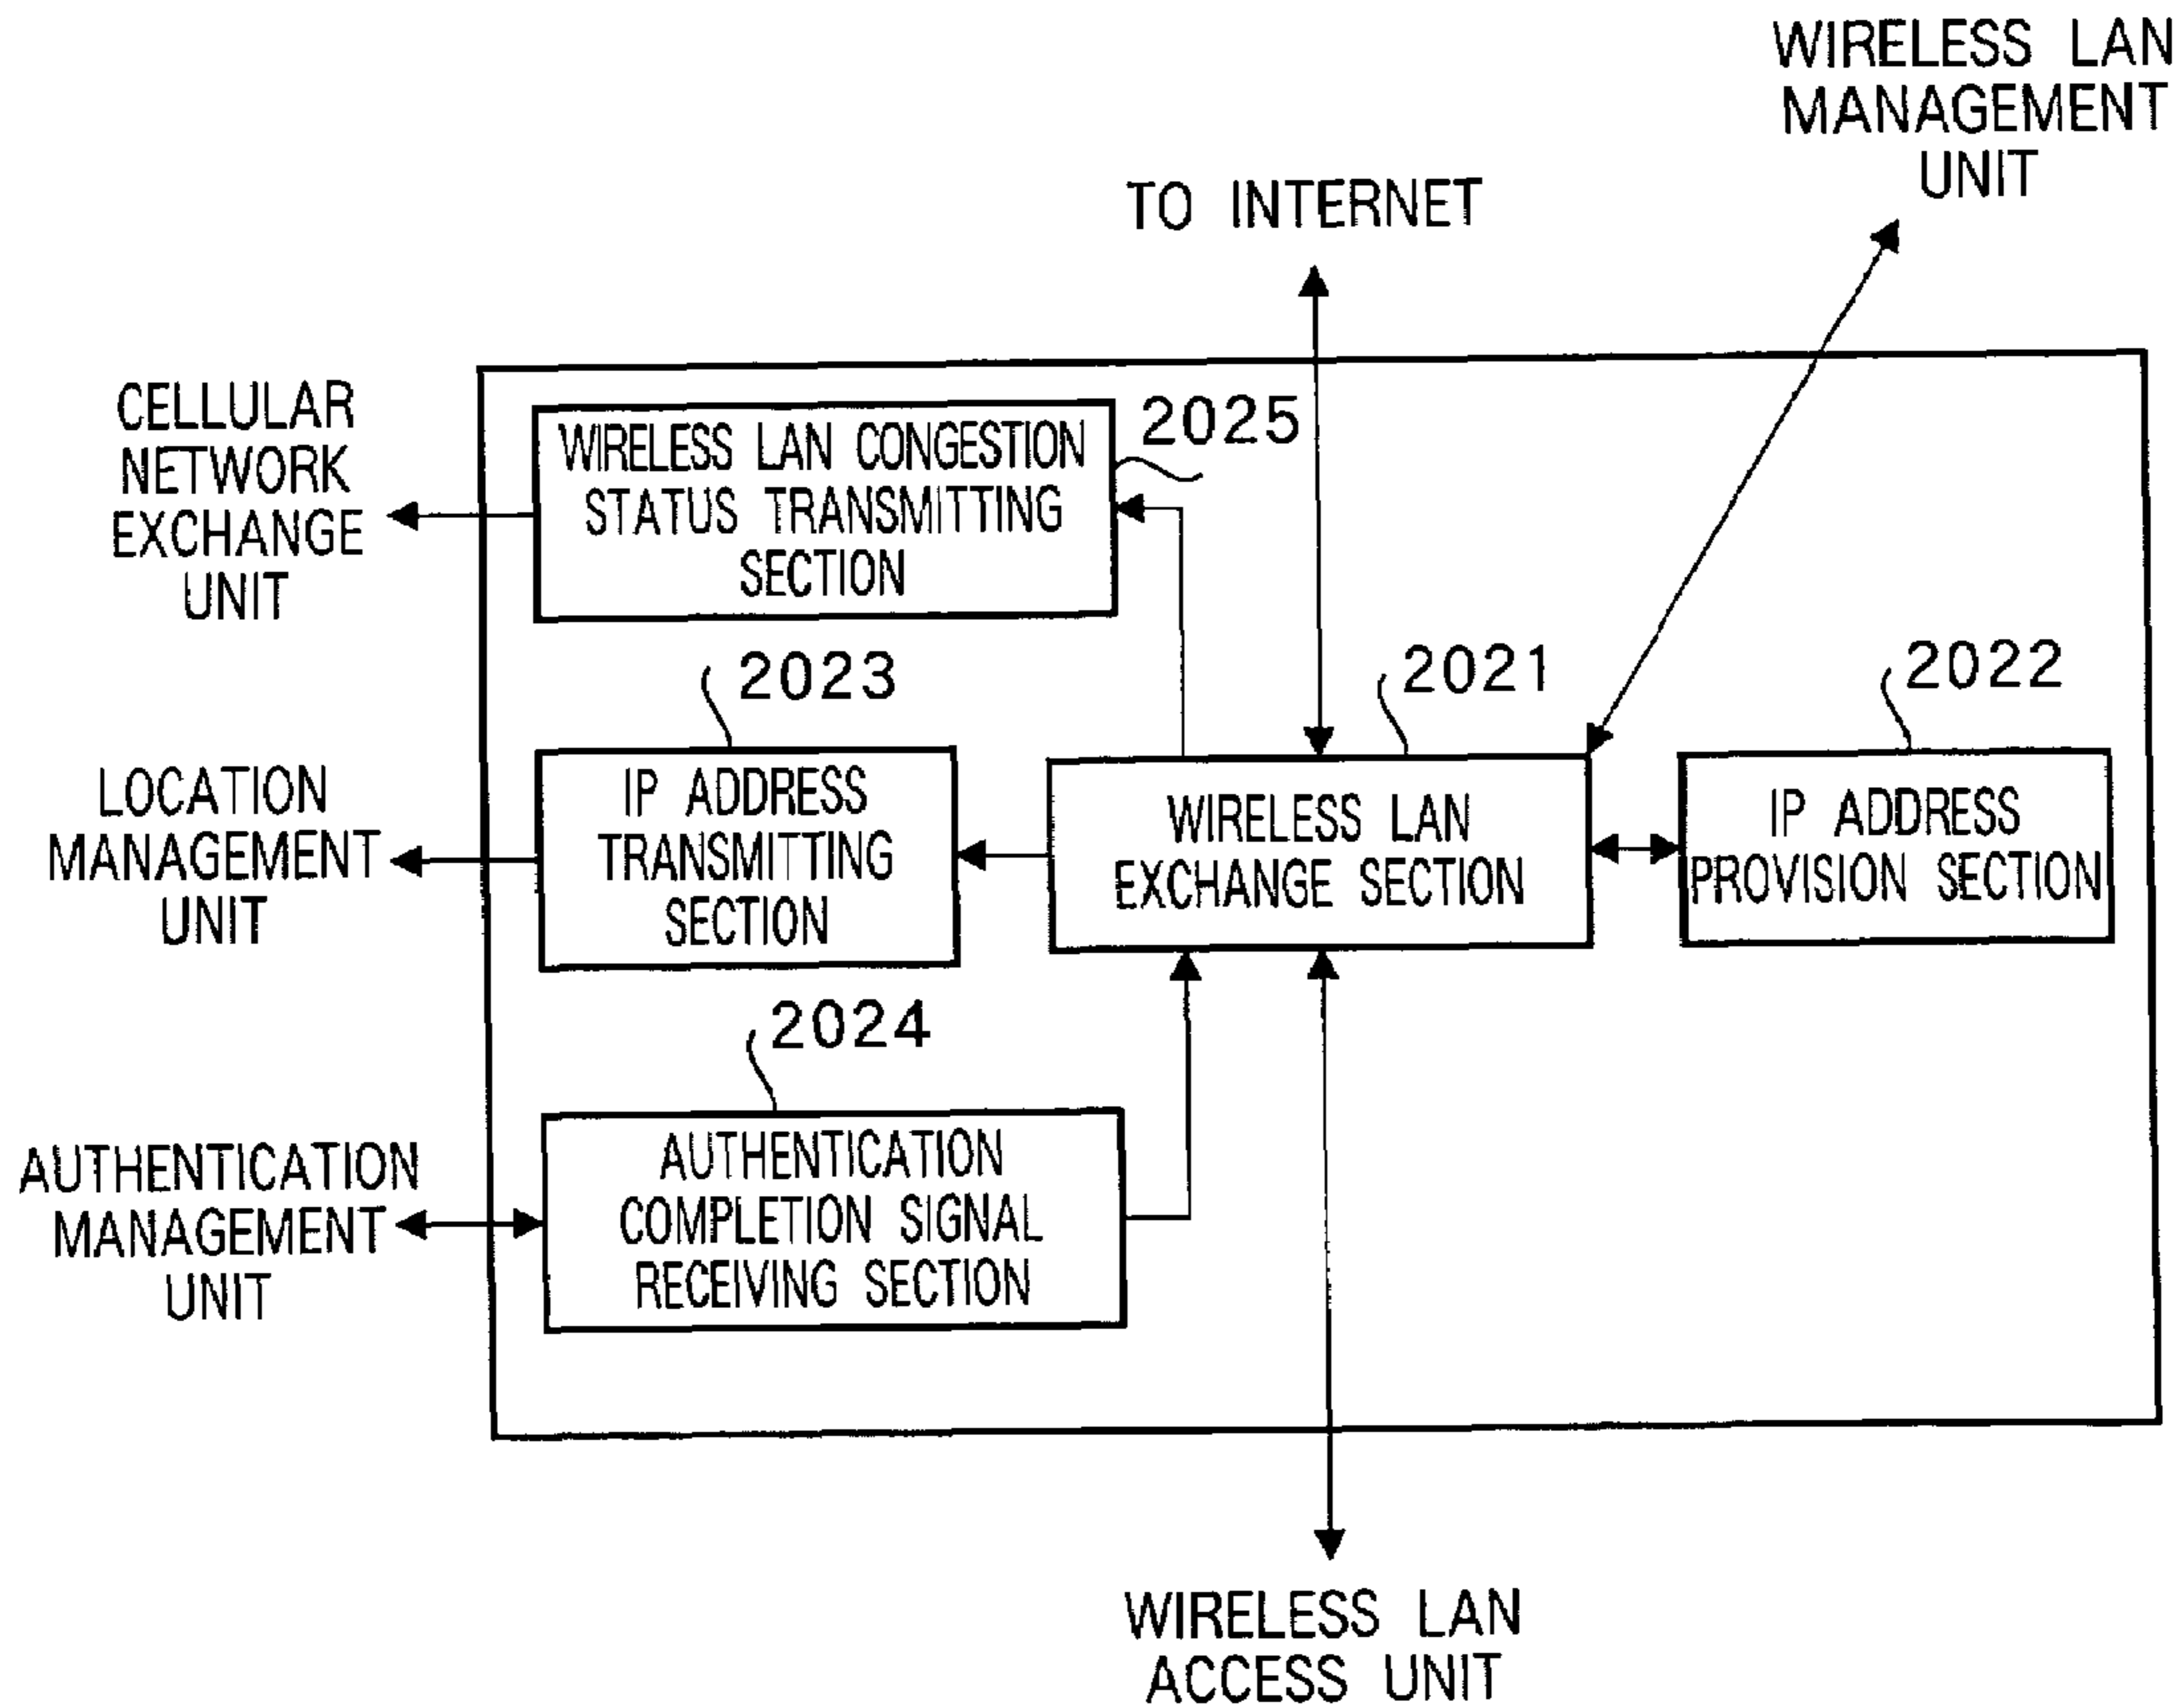 WIRELESS LAN
MANAGEMENT
UNIT
TO INTERNET
CELLULAR
NETWORK
EXCHANGE
UNIT
WIRELESS LAN CONGESTION
STATUS TRANSMITTING
SECTION
2025
2023
2021
2022
LOCATION
MANAGEMENT
UNIT
IP ADDRESS
TRANSMITTING
SECTION
WIRELESS LAN
EXCHANGE SECTION
IP ADDRESS
PROVISION SECTION
2024
AUTHENTICATION
MANAGEMENT
UNIT
AUTHENTICATION
COMPLETION SIGNAL
RECEIVING SECTION
WIRELESS LAN
ACCESS UNIT